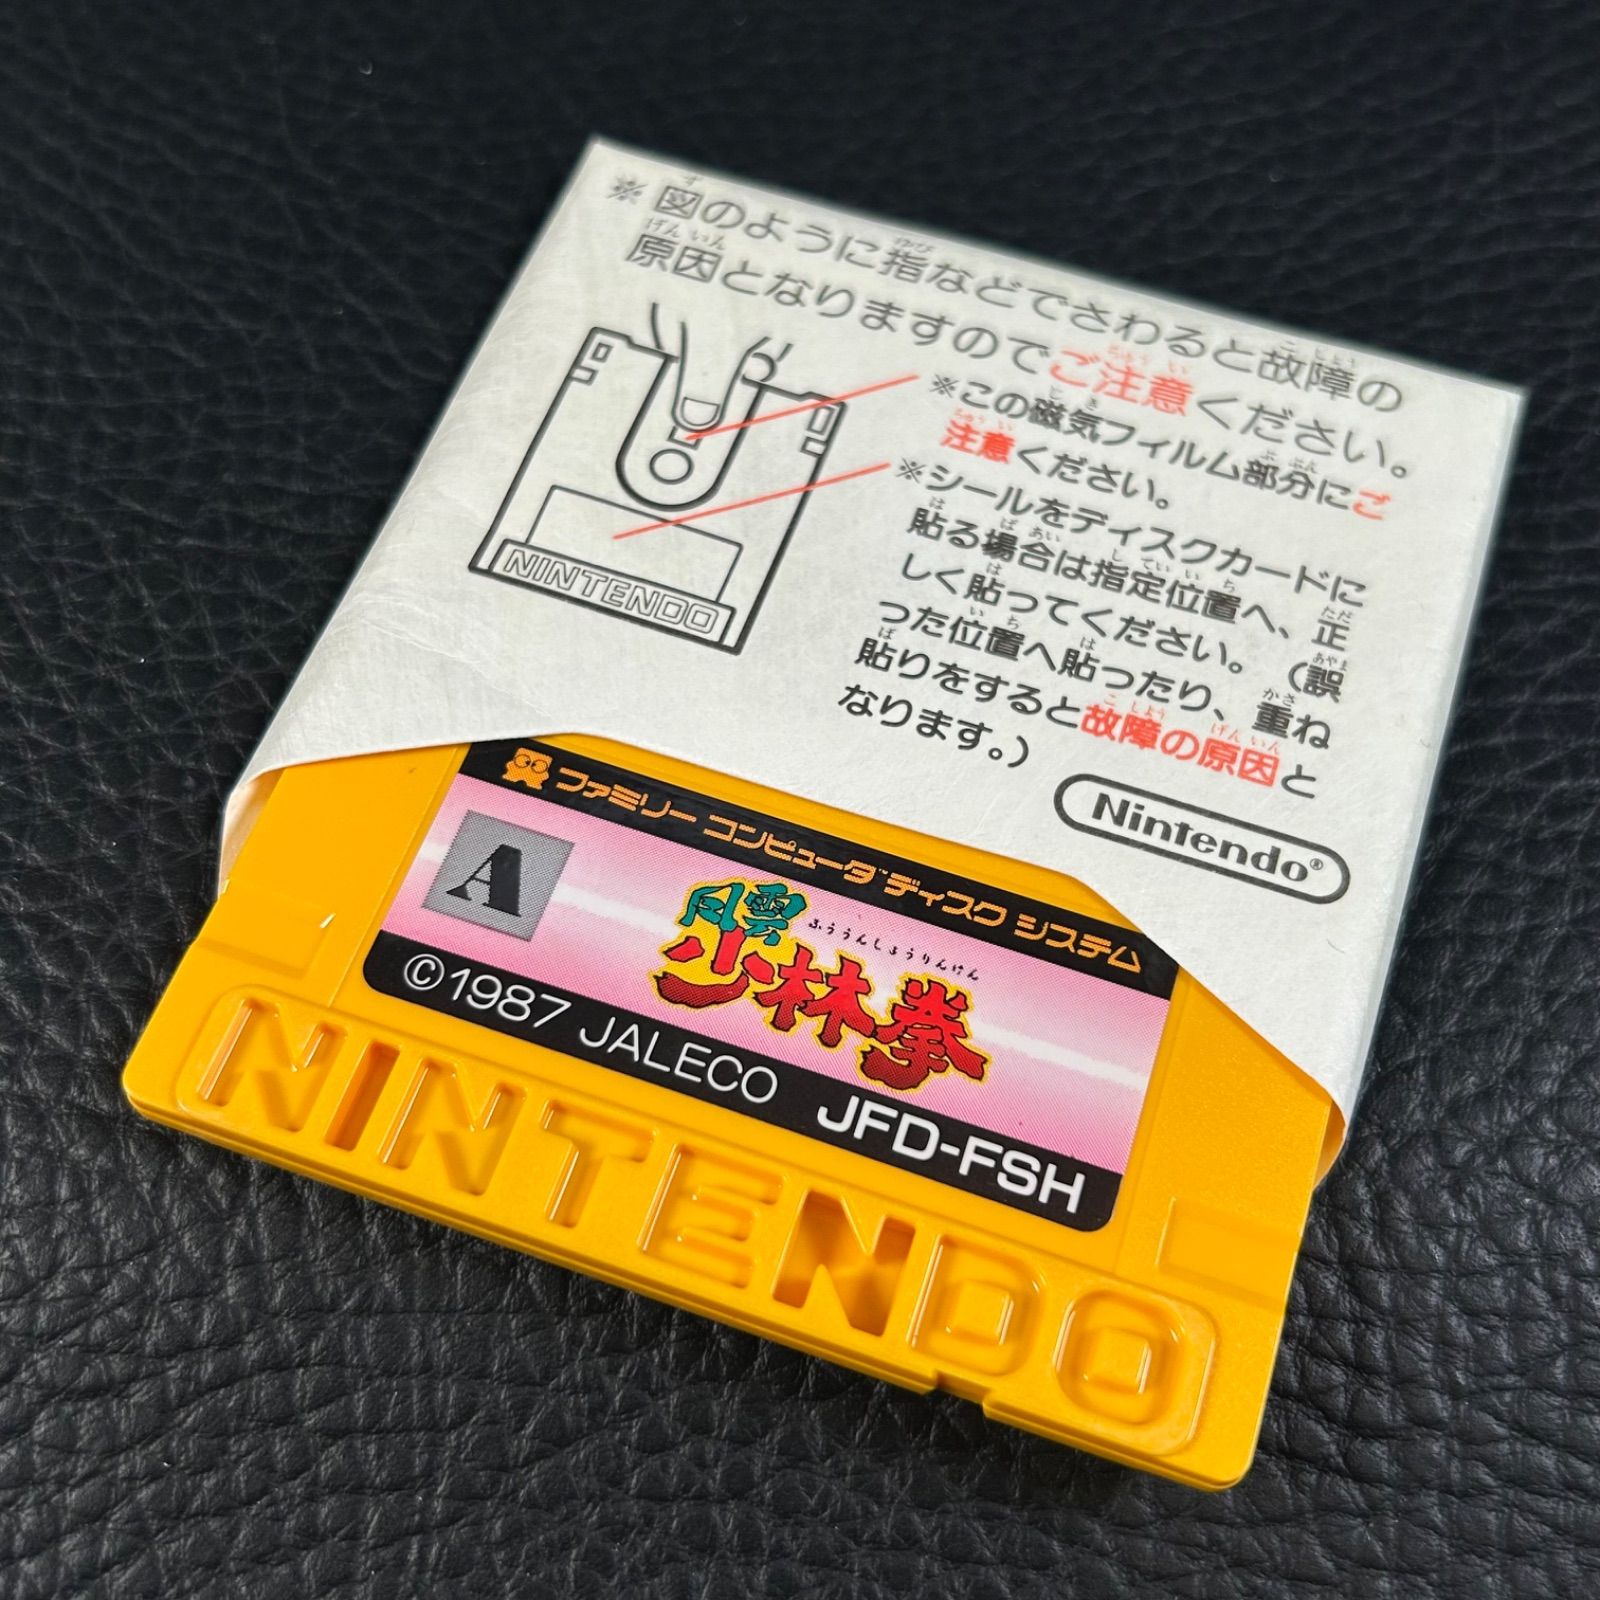 ※図のように指などでさわると故障の
原因となりますのでご注意ください。
※この磁気フィルム部分にご
注意ください。
※シールをディスクカードに
貼る場合は指定位置へ、正
しく貼ってください。(誤
った位置へ貼ったり、重ね
貼りをすると故障の原因と
なります。)
NINTENDO
Nintendo®
ファミリー コンピュータ™ ディスク システム
A
風雲
ふううんしょうりんけん
少林拳
©1987 JALECO JFD-FSH
NINTENDO